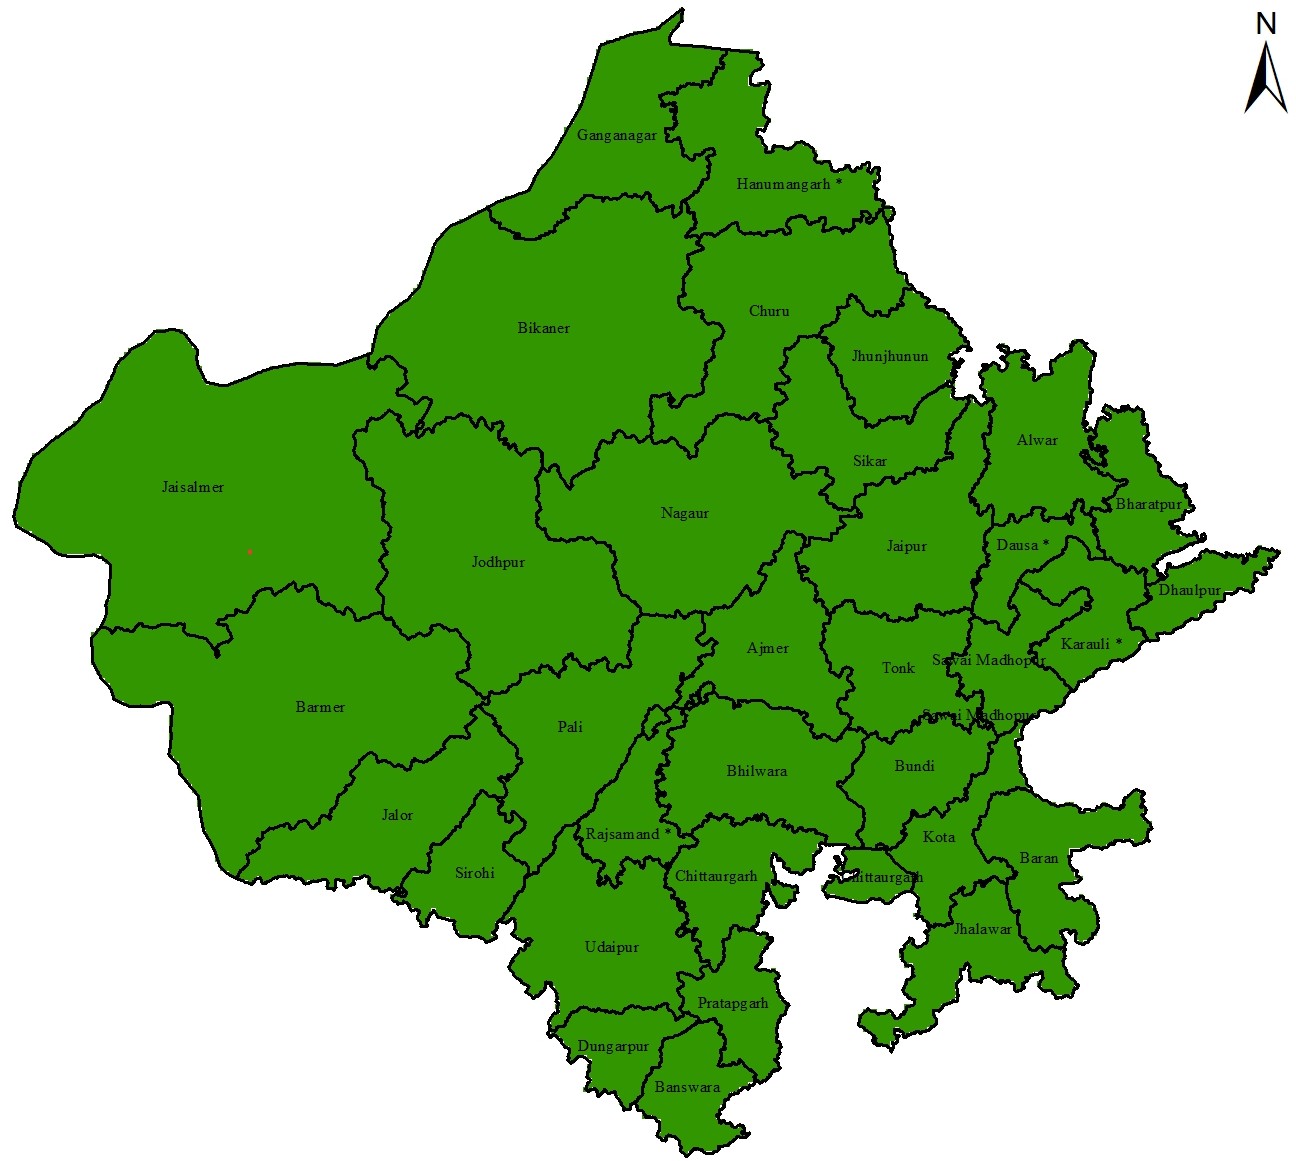 N
Ganganagar
Hanumangarh *
Churu
Bikaner
Jhunjhunun
Alwar
Sikar
Jaisalmer
Bharatpur
Nagaur
Dausa *
Jaipur
Jodhpur
Dhaulpur
Karauli *
Ajmer
Sawai Madhopur
Tonk
Barmer
Sawai Madhopur
Pali
Bundi
Bhilwara
Jalor
Rajsamand *
Kota
Baran
Sirohi
Chittaurgarh
Chittaurgarh
Jhalawar
Udaipur
Pratapgarh
Dungarpur
Banswara